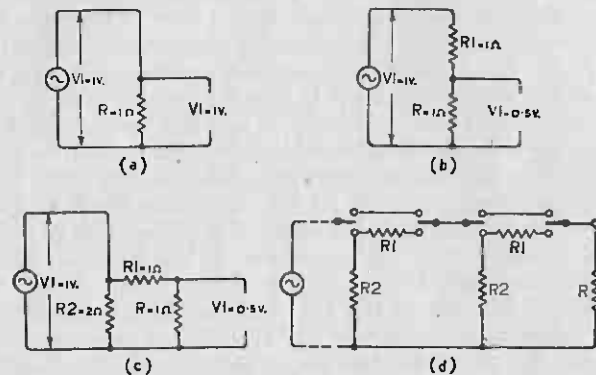 V1=1V.
R=1Ω
V1=1V.
(a)
R1=1Ω
V1=1V.
R=1Ω
V1=0·5V.
(b)
V1=1V.
R1=1Ω
R2=2Ω
R=1Ω
V1=0·5V.
(c)
R1
R1
R2
R2
R
(d)